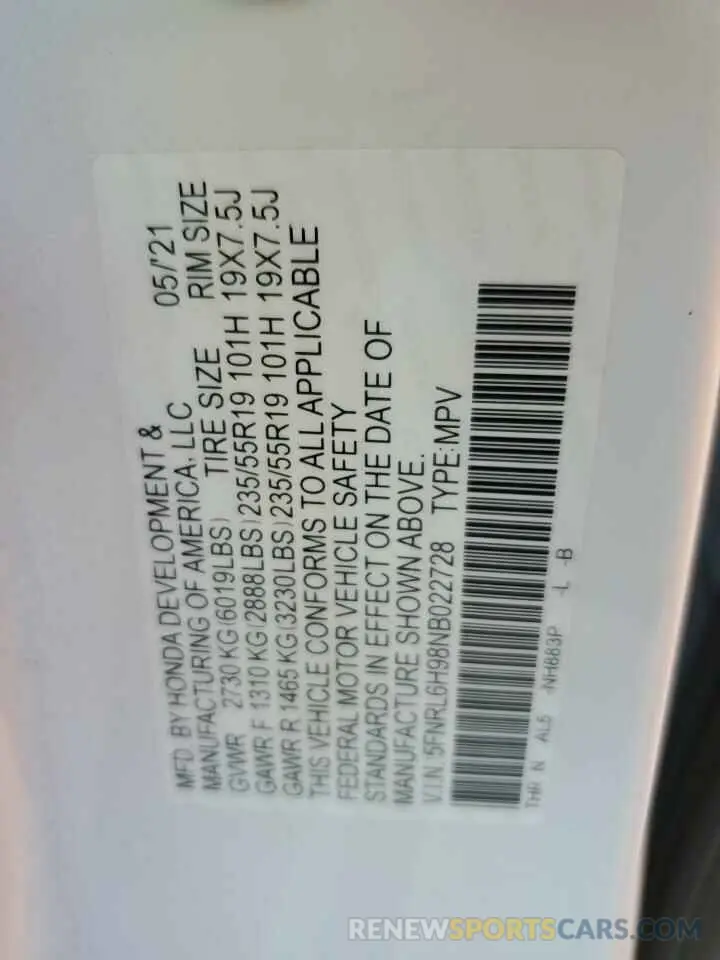 MFD. BY HONDA DEVELOPMENT &
MANUFACTURING OF AMERICA, LLC 05/'21
GVWR 2730 KG(6019LBS) TIRE SIZE RIM SIZE
GAWR F 1310 KG(2888LBS)235/55R19 101H 19X7.5J
GAWR R 1465 KG(3230LBS)235/55R19 101H 19X7.5J
THIS VEHICLE CONFORMS TO ALL APPLICABLE
FEDERAL MOTOR VEHICLE SAFETY
STANDARDS IN EFFECT ON THE DATE OF
MANUFACTURE SHOWN ABOVE.
V.I.N. 5FNRL6H98NB022728 TYPE:MPV
THR N AL5 -NH883P -L -B
RENEWSPORTSCARS.COM